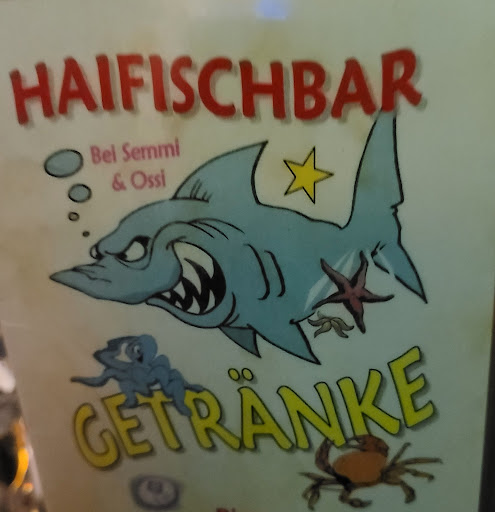 HAIFISCHBAR
Bei Semmi
& Ossi
GETRÄNKE